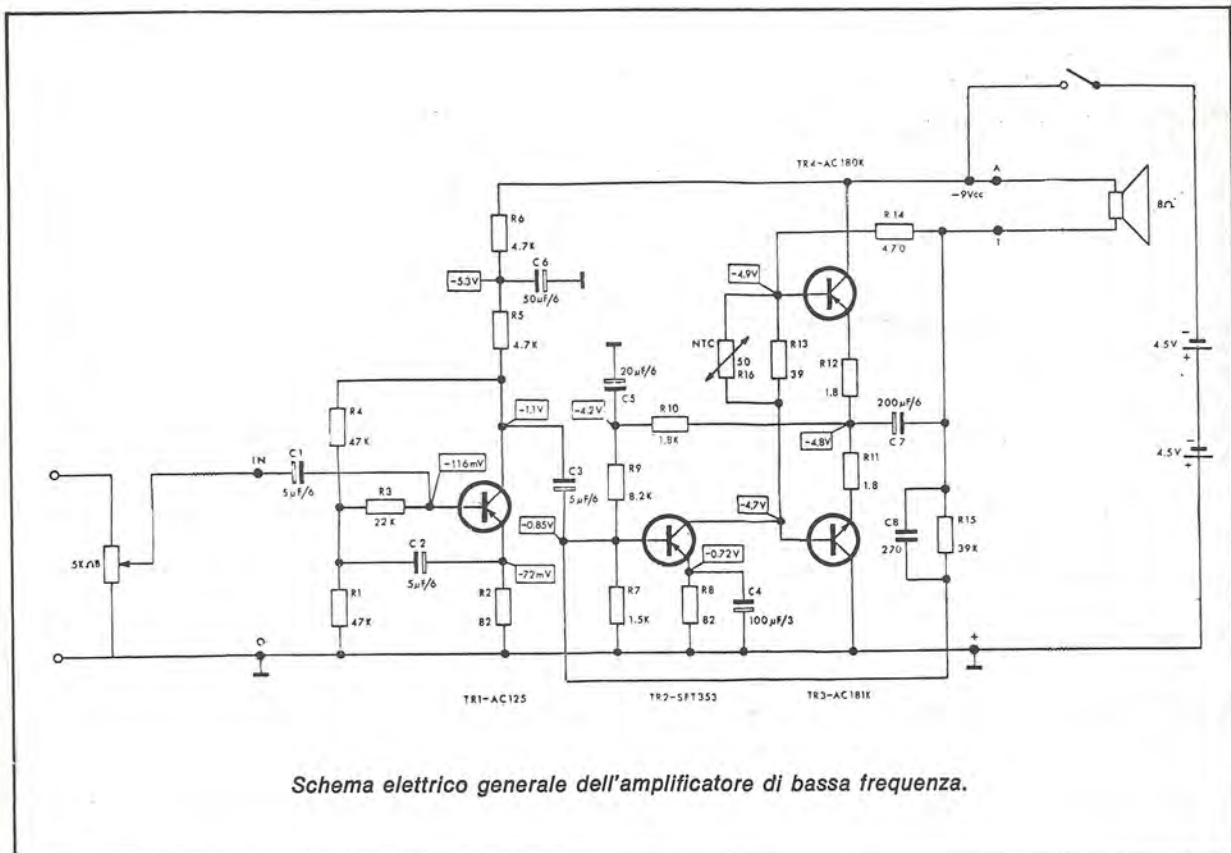 TR4-AC180K
-9Vcc
A
8Ω
R14
470
1
R6
4.7K
-5.3V
C6
50µF/6
R5
4.7K
-4.9V
NTC
50
R16
R13
39
R12
1.8
4.5V
-
+
20µF/6
C5
-4.2V
R10
1.8K
-4.8V
200µF/6
C7
R4
47K
-1.1V
IN
C1
5µF/6
-116mV
C3
5µF/6
R9
8.2K
R11
1.8
-
4.5V
+
R3
22K
-0.85V
-4.7V
C8
270
R15
39K
5KΩB
C2
5µF/6
-72mV
-0.72V
R1
47K
R2
82
R7
1.5K
R8
82
C4
100µF/3
C
+
TR1-AC125
TR2-SFT353
TR3-AC181K
Schema elettrico generale dell'amplificatore di bassa frequenza.